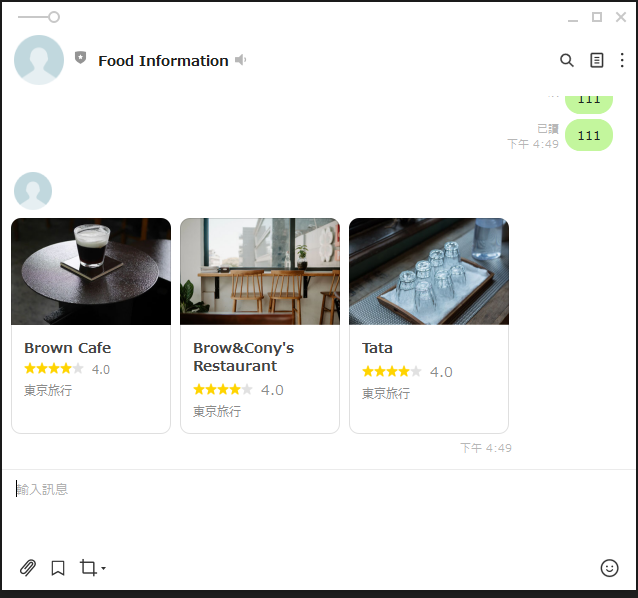 Food Information
111
已讀
下午 4:49
111
Brown Cafe
4.0
東京旅行
Brow&Cony's
Restaurant
4.0
東京旅行
Tata
4.0
東京旅行
下午 4:49
輸入訊息